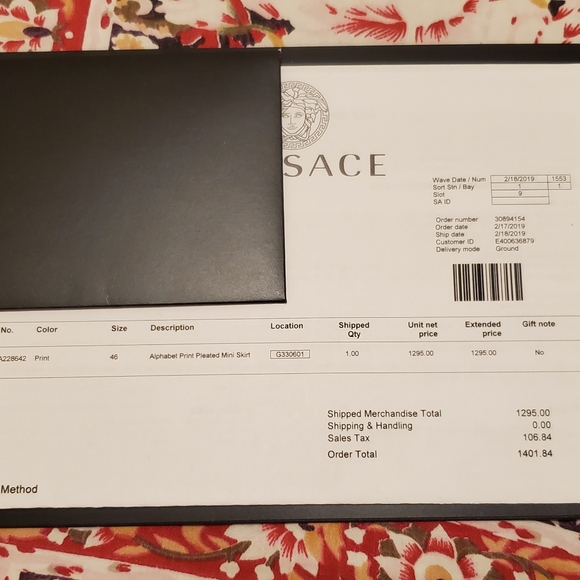 SACE
Wave Date / Num 2/18/2019 1553
Sort Stn / Bay 1 1
Slot 9
SA ID
Order number 30894154
Order date 2/17/2019
Ship date 2/18/2019
Customer ID E400636879
Delivery mode Ground
No. Color Size Description Location Shipped Qty Unit net price Extended price Gift note
A228642 Print 46 Alphabet Print Pleated Mini Skirt G330601 1.00 1295.00 1295.00 No
Shipped Merchandise Total 1295.00
Shipping & Handling 0.00
Sales Tax 106.84
Order Total 1401.84
Method